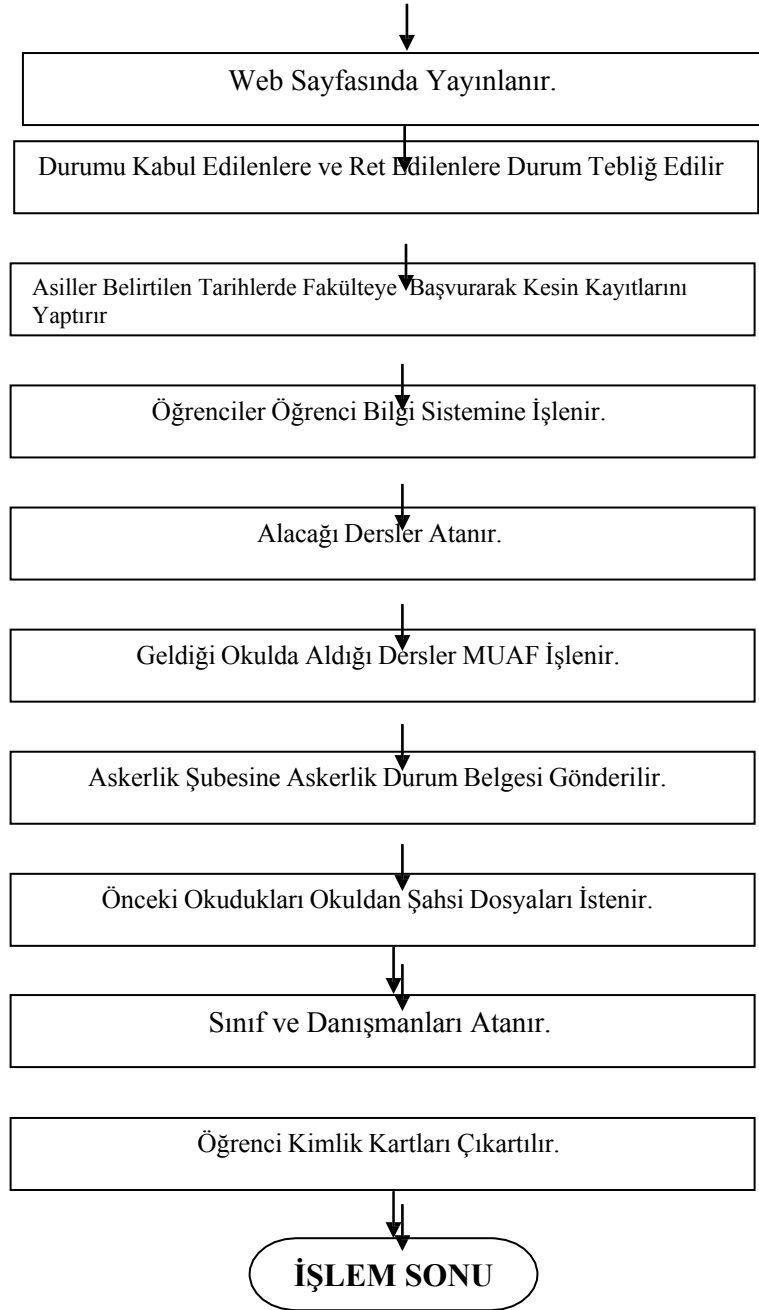 Web Sayfasında Yayınlanır.
Durumu Kabul Edilenlere ve Ret Edilenlere Durum Tebliğ Edilir
Asiller Belirtilen Tarihlerde Fakülteye Başvurarak Kesin Kayıtlarını
Yaptırır
Öğrenciler Öğrenci Bilgi Sistemine İşlenir.
Alacağı Dersler Atanır.
Geldiği Okulda Aldığı Dersler MUAF İşlenir.
Askerlik Şubesine Askerlik Durum Belgesi Gönderilir.
Önceki Okudukları Okuldan Şahsi Dosyaları İstenir.
Sınıf ve Danışmanları Atanır.
Öğrenci Kimlik Kartları Çıkartılır.
İŞLEM SONU